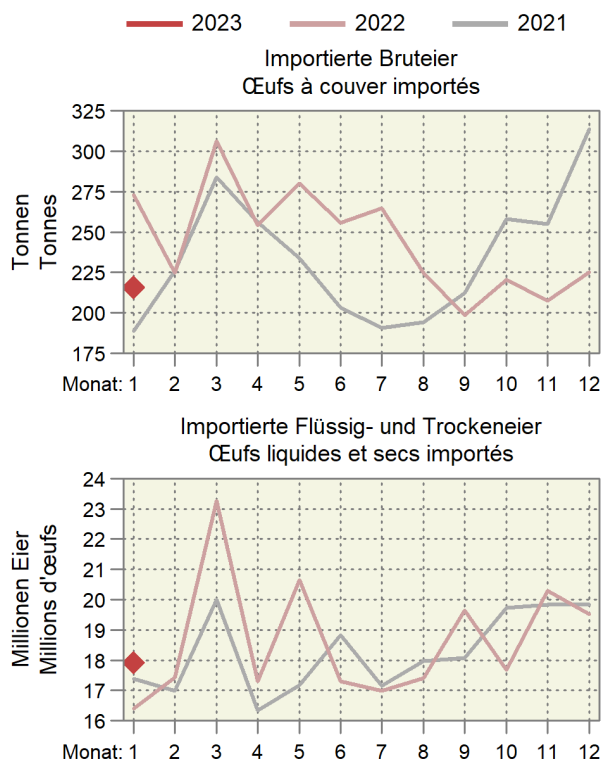 2023 2022 2021
Importierte Bruteier
Œufs à couver importés
Tonnen
Tonnes
325
300
275
250
225
200
175
Monat: 1 2 3 4 5 6 7 8 9 10 11 12
Importierte Flüssig- und Trockeneier
Œufs liquides et secs importés
Millionen Eier
Millions d'œufs
24
23
22
21
20
19
18
17
16
Monat: 1 2 3 4 5 6 7 8 9 10 11 12